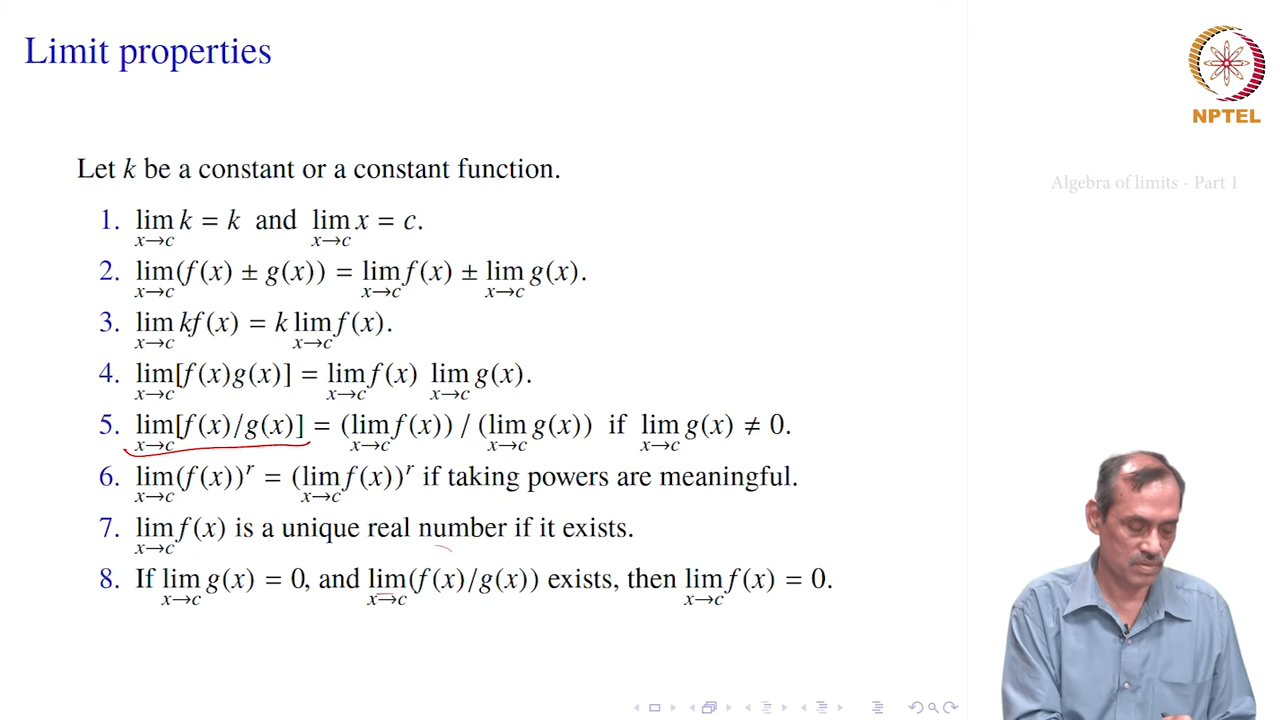 Limit properties
NPTEL
Algebra of limits - Part 1
Let k be a constant or a constant function.
1. lim_{x→c} k = k and lim_{x→c} x = c.
2. lim_{x→c} (f(x) ± g(x)) = lim_{x→c} f(x) ± lim_{x→c} g(x).
3. lim_{x→c} kf(x) = k lim_{x→c} f(x).
4. lim_{x→c} [f(x)g(x)] = lim_{x→c} f(x) lim_{x→c} g(x).
5. lim_{x→c} [f(x)/g(x)] = (lim_{x→c} f(x)) / (lim_{x→c} g(x)) if lim_{x→c} g(x) ≠ 0.
6. lim_{x→c} (f(x))^r = (lim_{x→c} f(x))^r if taking powers are meaningful.
7. lim_{x→c} f(x) is a unique real number if it exists.
8. If lim_{x→c} g(x) = 0, and lim_{x→c} (f(x)/g(x)) exists, then lim_{x→c} f(x) = 0.